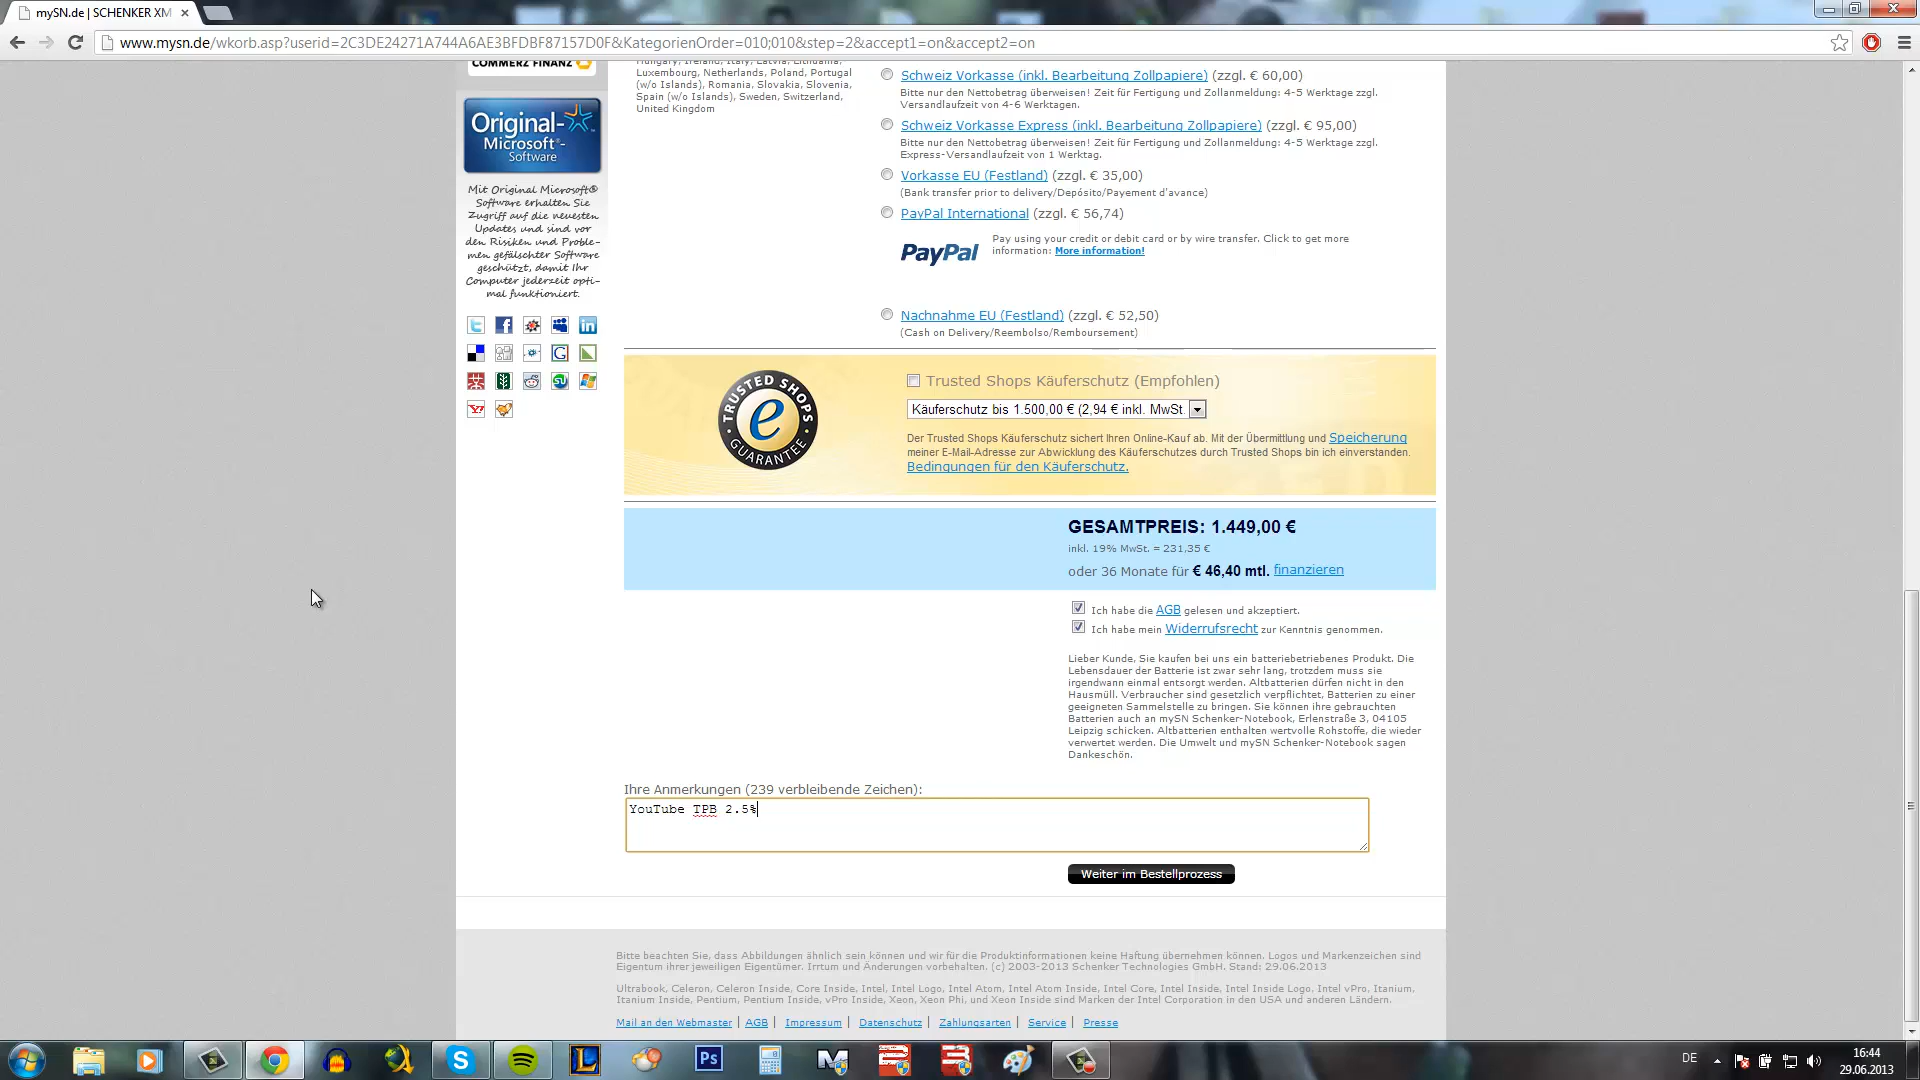 mySN.de | SCHENKER XM
www.mysn.de/wkorb.asp?userid=2C3DE24271A744A6AE3BFDBF87157D0F&KategorienOrder=010;010&step=2&accept1=on&accept2=on
COMMERZ FINANZ
Original-
Microsoft®-
Software
Mit Original Microsoft®
Software erhalten Sie
Zugriff auf die neuesten
Updates und sind vor
den Risiken und Proble-
men gefälschter Software
geschützt, damit Ihr
Computer jederzeit opti-
mal funktioniert.
Hungary, Ireland, Italy, Latvia, Lithuania,
Luxembourg, Netherlands, Poland, Portugal
(w/o Islands), Romania, Slovakia, Slovenia,
Spain (w/o Islands), Sweden, Switzerland,
United Kingdom
Schweiz Vorkasse (inkl. Bearbeitung Zollpapiere) (zzgl. € 60,00)
Bitte nur den Nettobetrag überweisen! Zeit für Fertigung und Zollanmeldung: 4-5 Werktage zzgl.
Versandlaufzeit von 4-6 Werktagen.
Schweiz Vorkasse Express (inkl. Bearbeitung Zollpapiere) (zzgl. € 95,00)
Bitte nur den Nettobetrag überweisen! Zeit für Fertigung und Zollanmeldung: 4-5 Werktage zzgl.
Express-Versandlaufzeit von 1 Werktag.
Vorkasse EU (Festland) (zzgl. € 35,00)
(Bank transfer prior to delivery/Depósito/Payement d'avance)
PayPal International (zzgl. € 56,74)
PayPal
Pay using your credit or debit card or by wire transfer. Click to get more
information: More information!
Nachnahme EU (Festland) (zzgl. € 52,50)
(Cash on Delivery/Reembolso/Remboursement)
TRUSTED SHOPS
e
GUARANTEE
Trusted Shops Käuferschutz (Empfohlen)
Käuferschutz bis 1.500,00 € (2,94 € inkl. MwSt.
Der Trusted Shops Käuferschutz sichert Ihren Online-Kauf ab. Mit der Übermittlung und Speicherung
meiner E-Mail-Adresse zur Abwicklung des Käuferschutzes durch Trusted Shops bin ich einverstanden.
Bedingungen für den Käuferschutz.
GESAMTPREIS: 1.449,00 €
inkl. 19% MwSt. = 231,35 €
oder 36 Monate für € 46,40 mtl. finanzieren
Ich habe die AGB gelesen und akzeptiert.
Ich habe mein Widerrufsrecht zur Kenntnis genommen.
Lieber Kunde, Sie kaufen bei uns ein batteriebetriebenes Produkt. Die
Lebensdauer der Batterie ist zwar sehr lang, trotzdem muss sie
irgendwann einmal entsorgt werden. Altbatterien dürfen nicht in den
Hausmüll. Verbraucher sind gesetzlich verpflichtet, Batterien zu einer
geeigneten Sammelstelle zu bringen. Sie können ihre gebrauchten
Batterien auch an mySN Schenker-Notebook, Erlenstraße 3, 04105
Leipzig schicken. Altbatterien enthalten wertvolle Rohstoffe, die wieder
verwertet werden. Die Umwelt und mySN Schenker-Notebook sagen
Dankeschön.
Ihre Anmerkungen (239 verbleibende Zeichen):
YouTube TPB 2.5%
Weiter im Bestellprozess
Bitte beachten Sie, dass Abbildungen ähnlich sein können und wir für die Produktinformationen keine Haftung übernehmen können. Logos und Markenzeichen sind
Eigentum ihrer jeweiligen Eigentümer. Irrtum und Änderungen vorbehalten. (c) 2003-2013 Schenker Technologies GmbH. Stand: 29.06.2013
Ultrabook, Celeron, Celeron Inside, Core Inside, Intel, Intel Logo, Intel Atom, Intel Atom Inside, Intel Core, Intel Inside, Intel Inside Logo, Intel vPro, Itanium,
Itanium Inside, Pentium, Pentium Inside, vPro Inside, Xeon, Xeon Phi, und Xeon Inside sind Marken der Intel Corporation in den USA und anderen Ländern.
Mail an den Webmaster | AGB | Impressum | Datenschutz | Zahlungsarten | Service | Presse
DE
16:44
29.06.2013